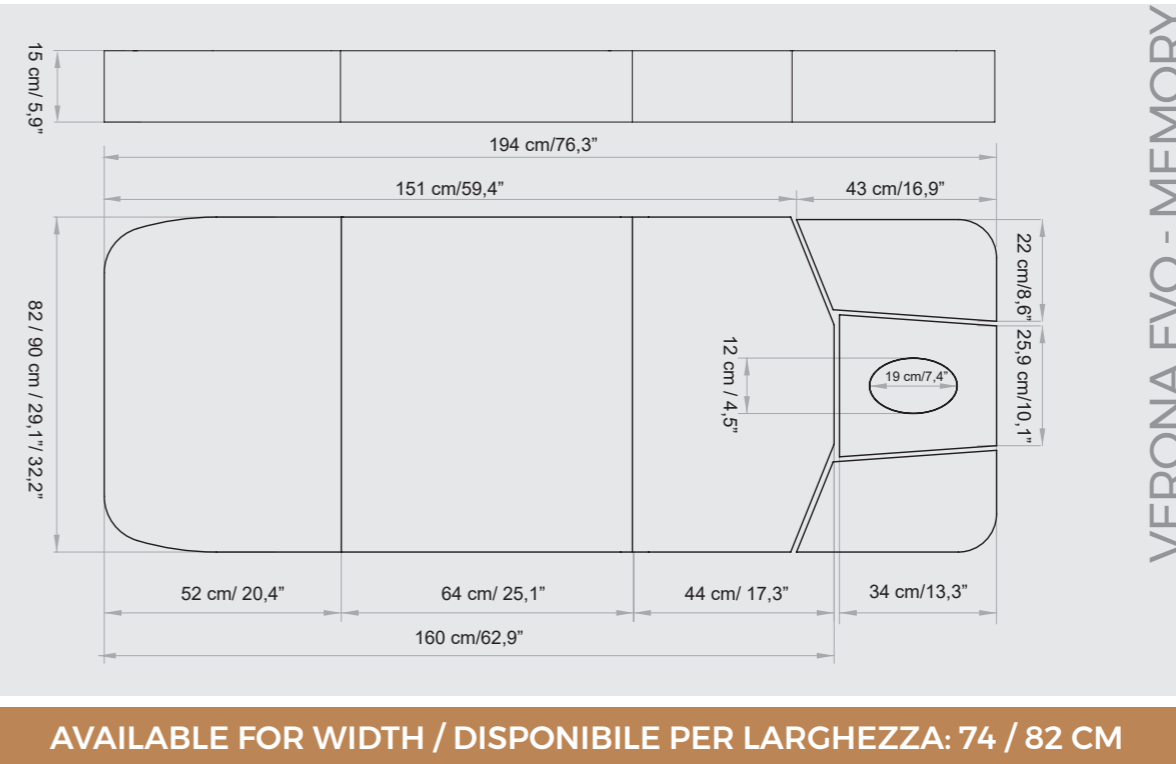 15 cm/ 5,9”
194 cm/76,3”
151 cm/59,4”
43 cm/16,9”
22 cm/8,6”
25,9 cm/10,1”
82 / 90 cm / 29,1”/ 32,2”
12 cm / 4,5”
19 cm/7,4”
52 cm/ 20,4”
64 cm/ 25,1”
44 cm/ 17,3”
34 cm/13,3”
160 cm/62,9”
VERONA EVO - MEMORY
AVAILABLE FOR WIDTH / DISPONIBILE PER LARGHEZZA: 74 / 82 CM